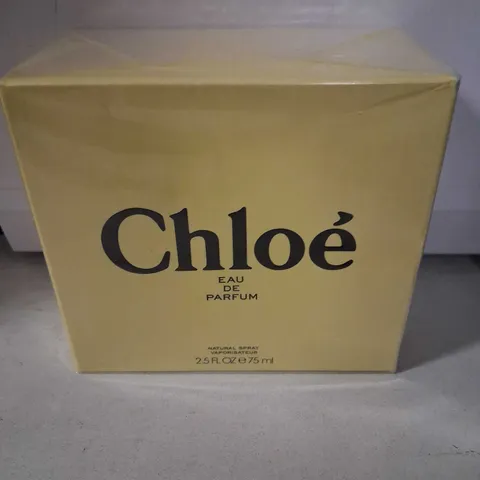 Chloé
EAU
DE
PARFUM
NATURAL SPRAY
VAPORISATEUR
2.5 FL.OZ e 75 ml